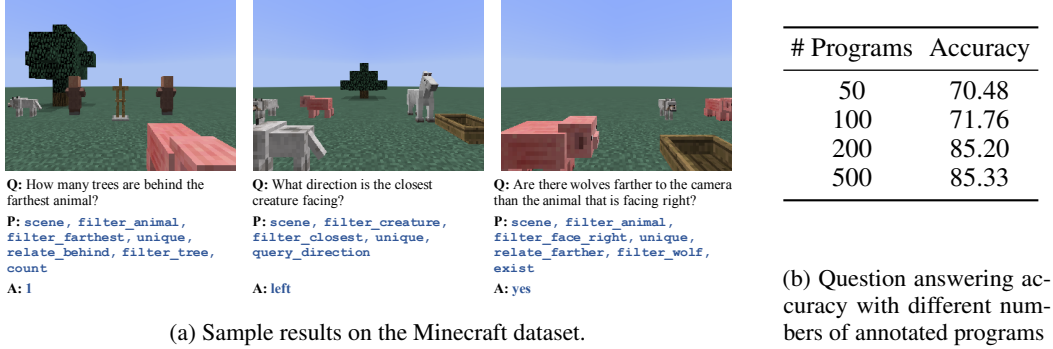 Q: How many trees are behind the
farthest animal?
P: scene, filter_animal,
filter_farthest, unique,
relate_behind, filter_tree,
count
A: 1
Q: What direction is the closest
creature facing?
P: scene, filter_creature,
filter_closest, unique,
query_direction
A: left
Q: Are there wolves farther to the camera
than the animal that is facing right?
P: scene, filter_animal,
filter_face_right, unique,
relate_farther, filter_wolf,
exist
A: yes
(a) Sample results on the Minecraft dataset.
# Programs Accuracy
50 70.48
100 71.76
200 85.20
500 85.33
(b) Question answering ac-
curacy with different num-
bers of annotated programs